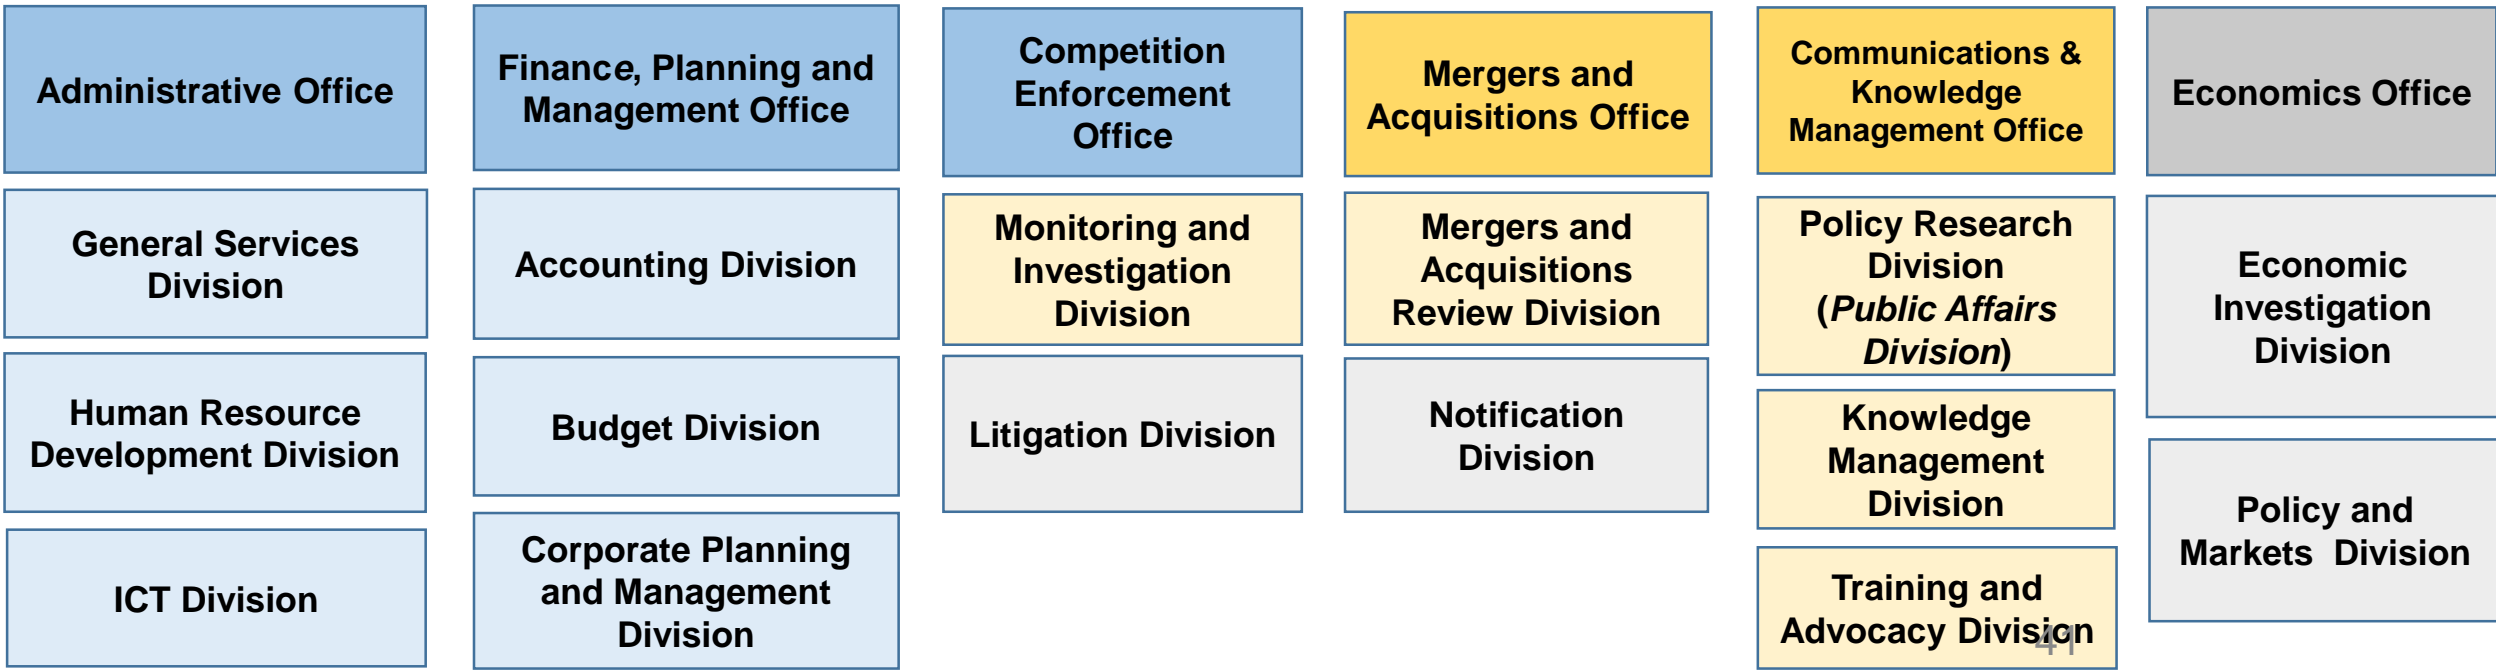 Administrative Office
General Services
Division
Human Resource
Development Division
ICT Division
Finance, Planning and
Management Office
Accounting Division
Budget Division
Corporate Planning
and Management
Division
Competition
Enforcement
Office
Monitoring and
Investigation
Division
Litigation Division
Mergers and
Acquisitions Office
Mergers and
Acquisitions
Review Division
Notification
Division
Communications &
Knowledge
Management Office
Policy Research
Division
(Public Affairs
Division)
Knowledge
Management
Division
Training and
Advocacy Division
41
Economics Office
Economic
Investigation
Division
Policy and
Markets  Division